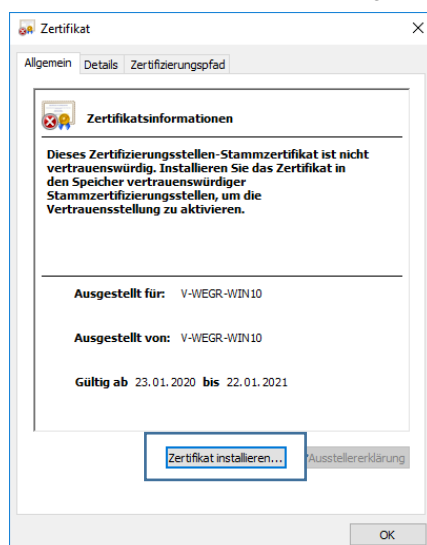 Zertifikat
Allgemein Details Zertifizierungspfad
Zertifikatsinformationen
Dieses Zertifizierungsstellen-Stammzertifikat ist nicht
vertrauenswürdig. Installieren Sie das Zertifikat in
den Speicher vertrauenswürdiger
Stammzertifizierungsstellen, um die
Vertrauensstellung zu aktivieren.
Ausgestellt für: V-WEGR-WIN10
Ausgestellt von: V-WEGR-WIN10
Gültig ab 23.01.2020 bis 22.01.2021
Zertifikat installieren... Ausstellererklärung
OK